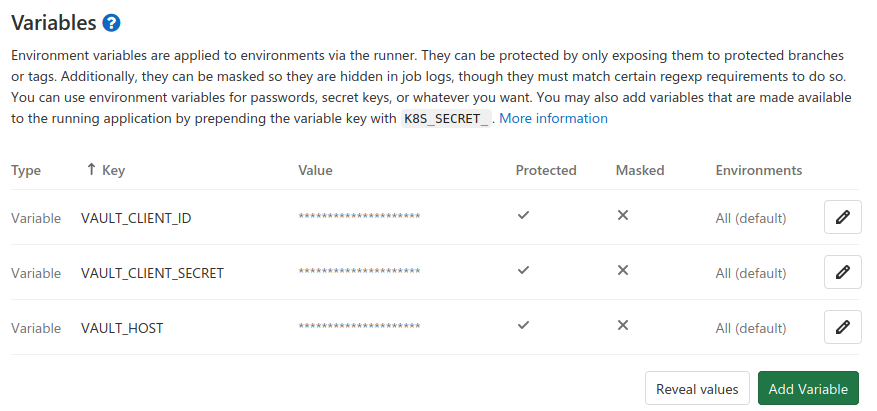 Variables ?
Environment variables are applied to environments via the runner. They can be protected by only exposing them to protected branches
or tags. Additionally, they can be masked so they are hidden in job logs, though they must match certain regexp requirements to do so.
You can use environment variables for passwords, secret keys, or whatever you want. You may also add variables that are made available
to the running application by prepending the variable key with K8S_SECRET_. More information
Type ↑ Key Value Protected Masked Environments
Variable VAULT_CLIENT_ID ********************* ✓ ✕ All (default)
Variable VAULT_CLIENT_SECRET ********************* ✓ ✕ All (default)
Variable VAULT_HOST ********************* ✓ ✕ All (default)
Reveal values Add Variable